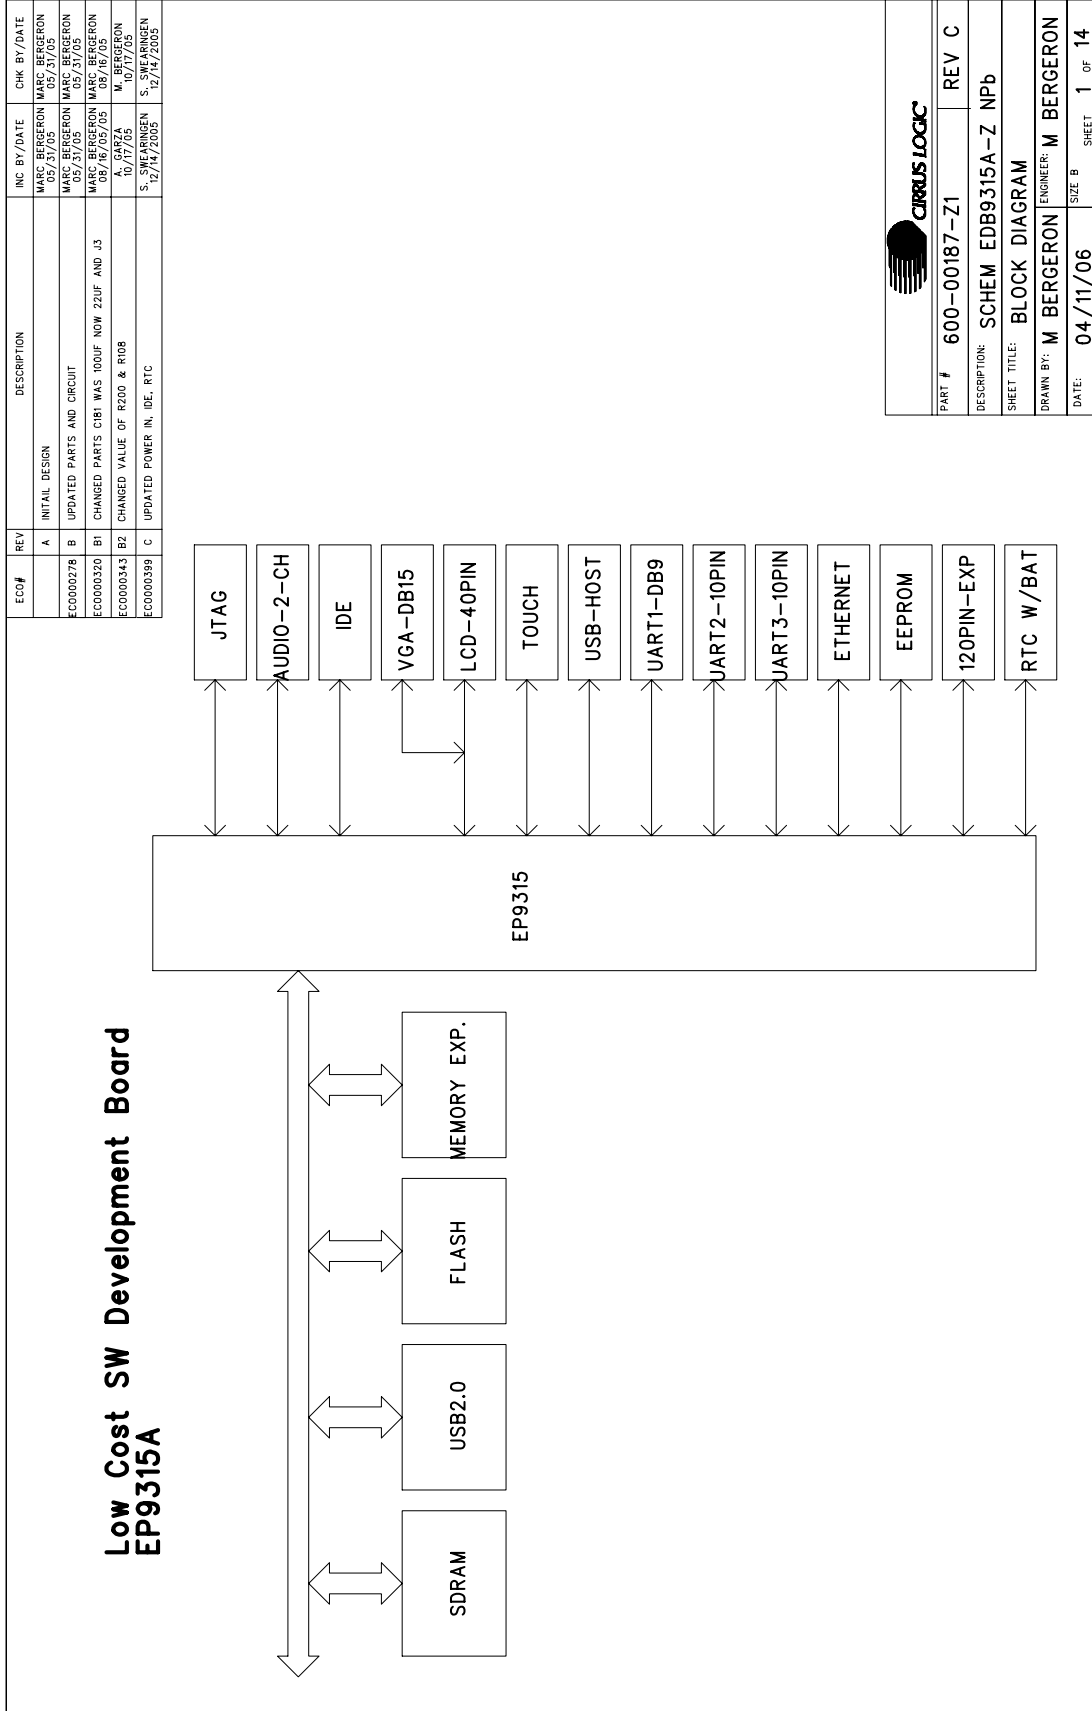 Low Cost SW Development Board
EP9315A
ECO# REV DESCRIPTION INC BY/DATE CHK BY/DATE
A INITAIL DESIGN MARC BERGERON 05/31/05 MARC BERGERON 05/31/05
ECO000278 B UPDATED PARTS AND CIRCUIT MARC BERGERON 05/31/05 MARC BERGERON 05/31/05
ECO000320 B1 CHANGED PARTS C181 WAS 100UF NOW 22UF AND J3 MARC BERGERON 08/16/05/05 MARC BERGERON 08/16/05
ECO000343 B2 CHANGED VALUE OF R200 & R108 A. GARZA 10/17/05 M. BERGERON 10/17/05
ECO000399 C UPDATED POWER IN, IDE, RTC S. SWEARINGEN 12/14/2005 S. SWEARINGEN 12/14/2005
SDRAM
USB2.0
FLASH
MEMORY EXP.
EP9315
JTAG
AUDIO-2-CH
IDE
VGA-DB15
LCD-40PIN
TOUCH
USB-HOST
UART1-DB9
UART2-10PIN
UART3-10PIN
ETHERNET
EEPROM
120PIN-EXP
RTC W/BAT
CIRRUS LOGIC
PART # 600-00187-Z1 REV C
DESCRIPTION: SCHEM EDB9315A-Z NPb
SHEET TITLE: BLOCK DIAGRAM
DRAWN BY: M BERGERON ENGINEER: M BERGERON
DATE: 04/11/06 SIZE B SHEET 1 OF 14